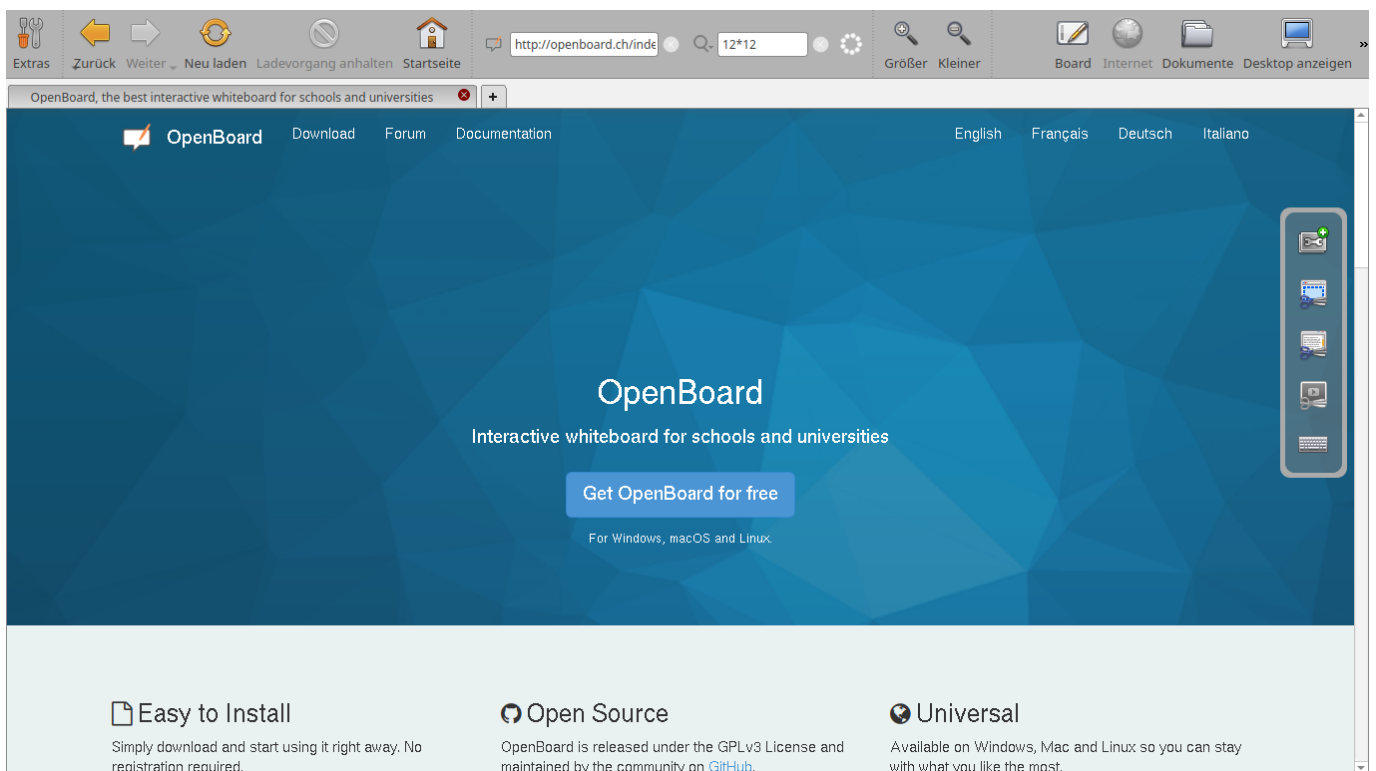 http://openboard.ch/inde 12*12
Extras Zurück Weiter Neu laden Ladevorgang anhalten Startseite Größer Kleiner Board Internet Dokumente Desktop anzeigen »
OpenBoard, the best interactive whiteboard for schools and universities +
OpenBoard Download Forum Documentation English Français Deutsch Italiano
OpenBoard
Interactive whiteboard for schools and universities
Get OpenBoard for free
For Windows, macOS and Linux.
Easy to Install
Simply download and start using it right away. No
registration required.
Open Source
OpenBoard is released under the GPLv3 License and
maintained by the community on GitHub.
Universal
Available on Windows, Mac and Linux so you can stay
with what you like the most.